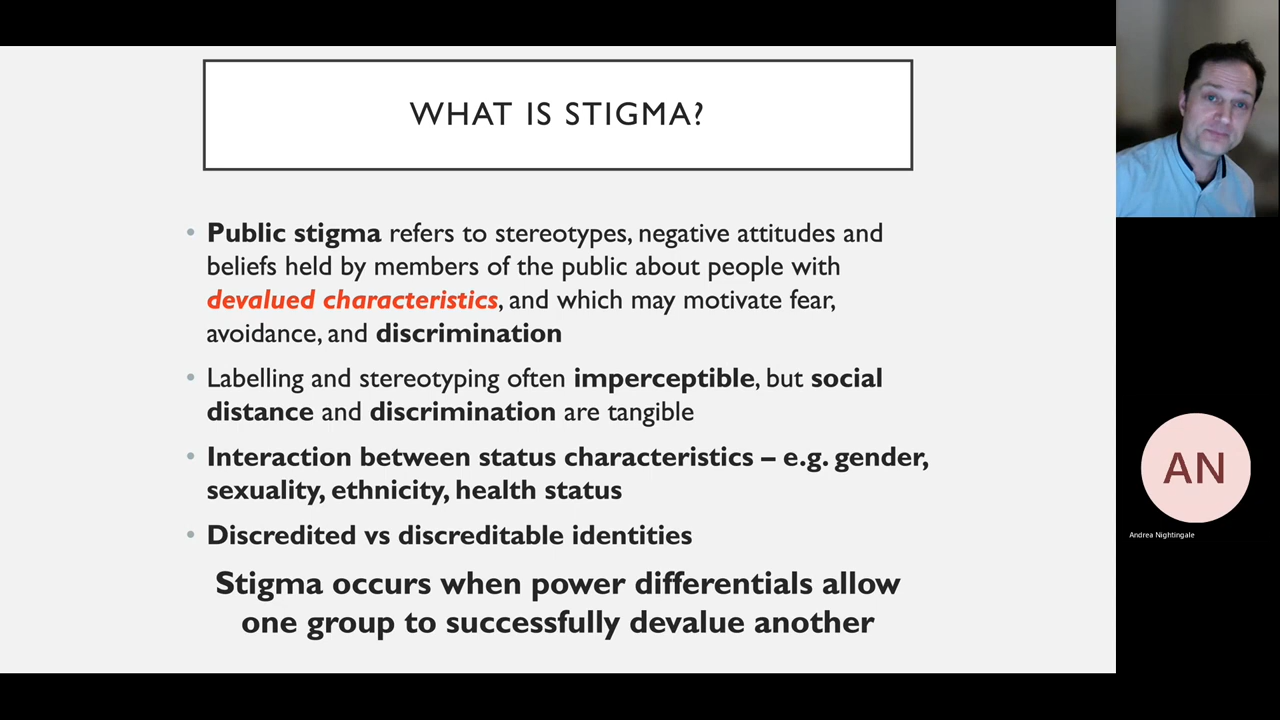 WHAT IS STIGMA?
• Public stigma refers to stereotypes, negative attitudes and
beliefs held by members of the public about people with
devalued characteristics, and which may motivate fear,
avoidance, and discrimination
• Labelling and stereotyping often imperceptible, but social
distance and discrimination are tangible
• Interaction between status characteristics – e.g. gender,
sexuality, ethnicity, health status
• Discredited vs discreditable identities
Stigma occurs when power differentials allow
one group to successfully devalue another
AN
Andrea Nightingale